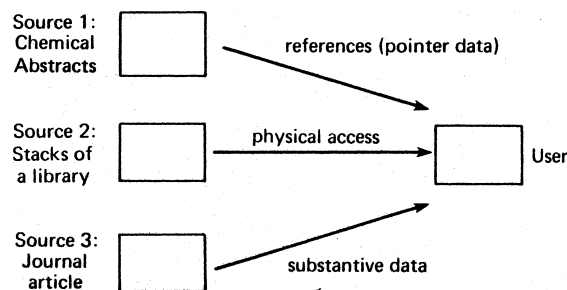 Source 1:
Chemical
Abstracts
references (pointer data)
Source 2:
Stacks of
a library
physical access
User
Source 3:
Journal
article
substantive data